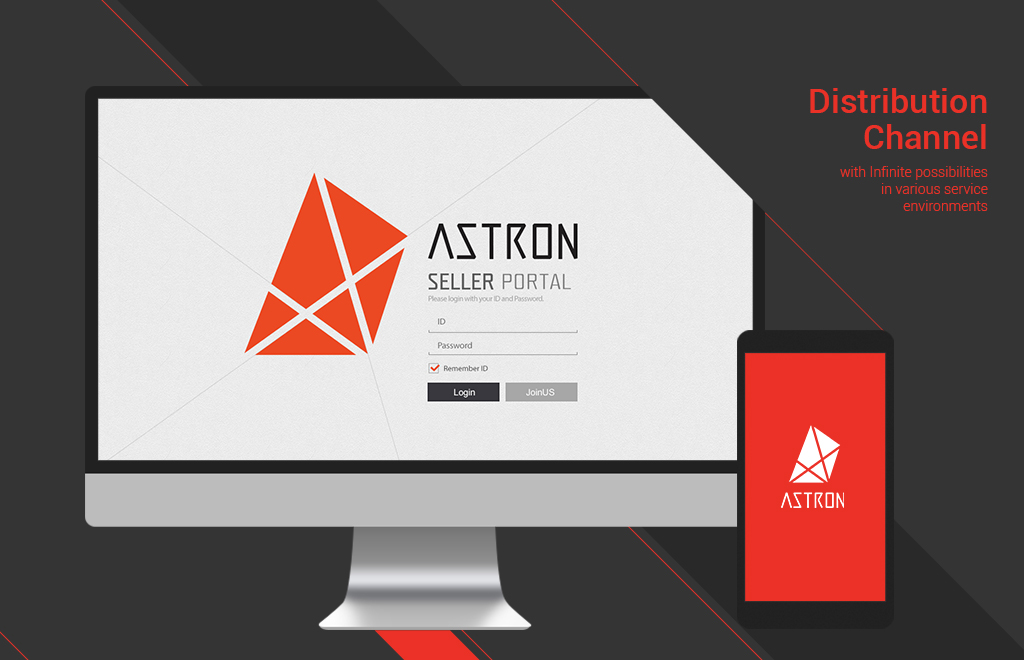 Distribution
Channel
with Infinite possibilities
in various service
environments
ASTRON
SELLER PORTAL
Please login with your ID and Password.
ID
Password
Remember ID
Login
JoinUS
ASTRON